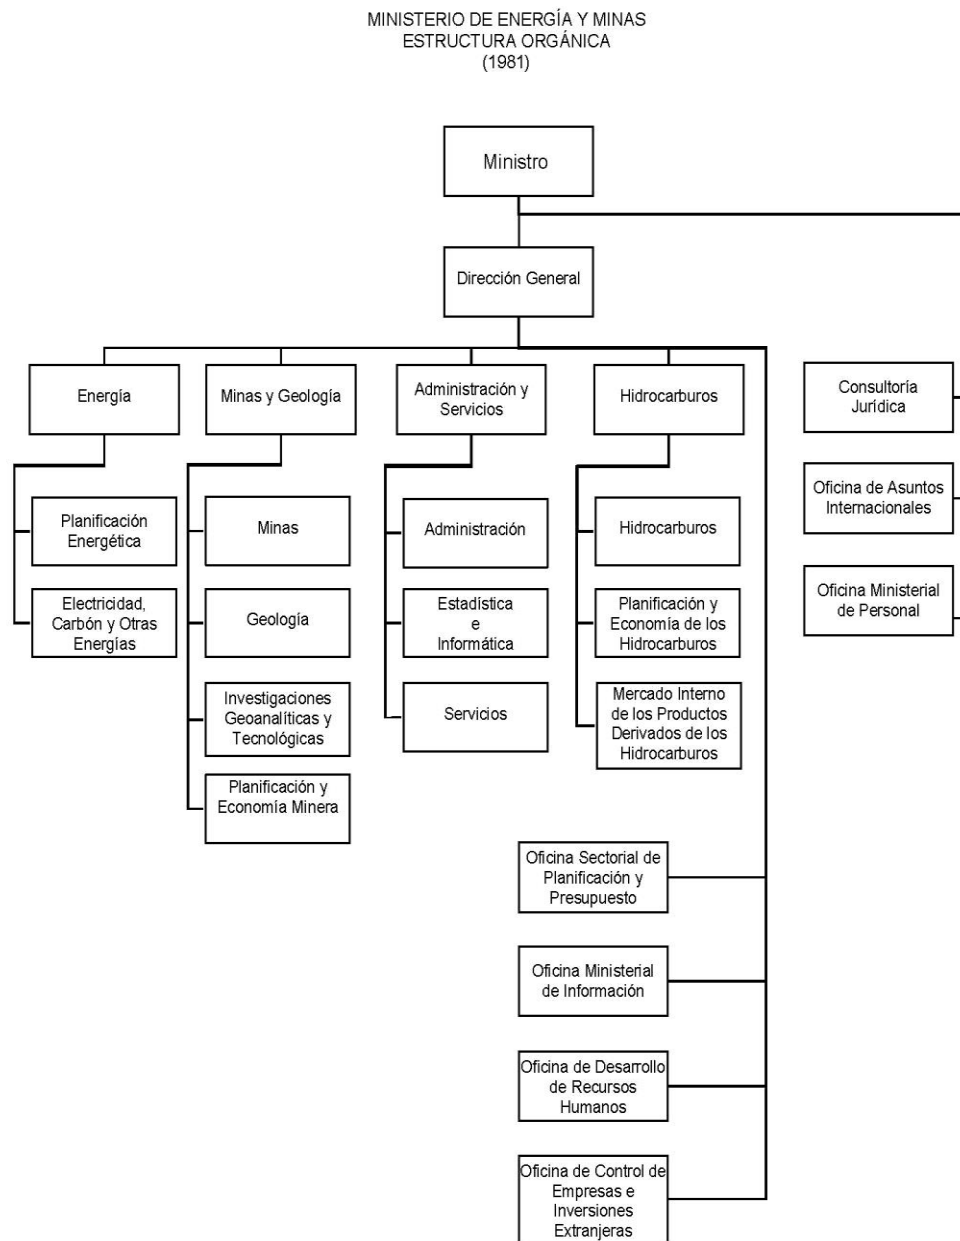 MINISTERIO DE ENERGÍA Y MINAS
ESTRUCTURA ORGÁNICA
(1981)
Ministro
Dirección General
Energía
Minas y Geología
Administración y
Servicios
Hidrocarburos
Consultoría
Jurídica
Planificación
Energética
Minas
Administración
Hidrocarburos
Oficina de Asuntos
Internacionales
Electricidad,
Carbón y Otras
Energías
Geología
Estadística
e
Informática
Planificación y
Economía de los
Hidrocarburos
Oficina Ministerial
de Personal
Investigaciones
Geoanalíticas y
Tecnológicas
Servicios
Mercado Interno
de los Productos
Derivados de los
Hidrocarburos
Planificación y
Economía Minera
Oficina Sectorial de
Planificación y
Presupuesto
Oficina Ministerial
de Información
Oficina de Desarrollo
de Recursos
Humanos
Oficina de Control de
Empresas e
Inversiones
Extranjeras